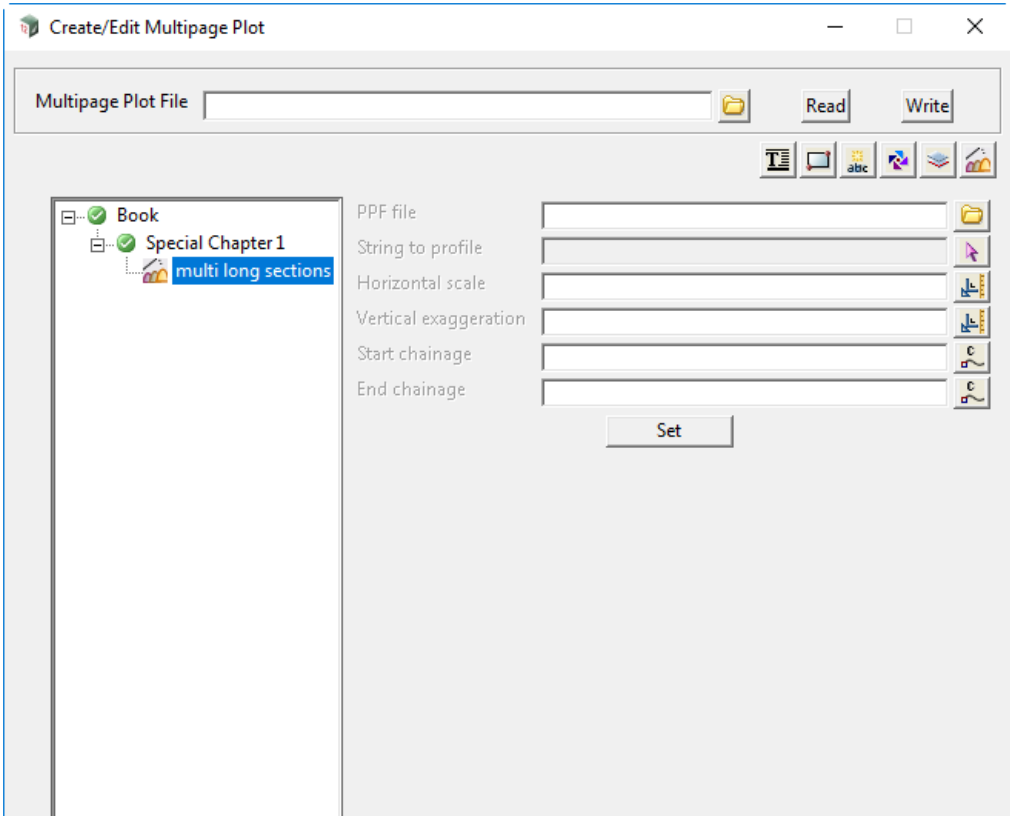 Create/Edit Multipage Plot
Multipage Plot File Read Write
T abc
Book
Special Chapter 1
multi long sections
PPF file
String to profile
Horizontal scale
Vertical exaggeration
Start chainage
c
End chainage
c
Set